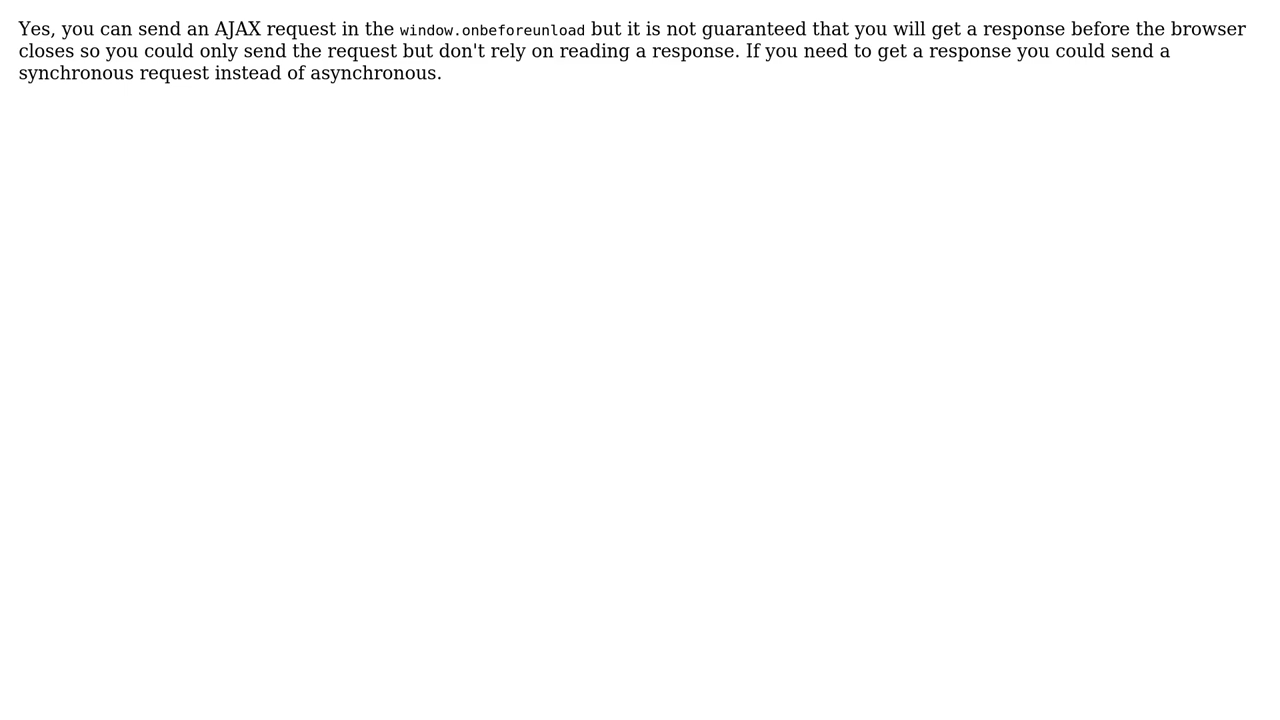 Yes, you can send an AJAX request in the window.onbeforeunload but it is not guaranteed that you will get a response before the browser
closes so you could only send the request but don't rely on reading a response. If you need to get a response you could send a
synchronous request instead of asynchronous.